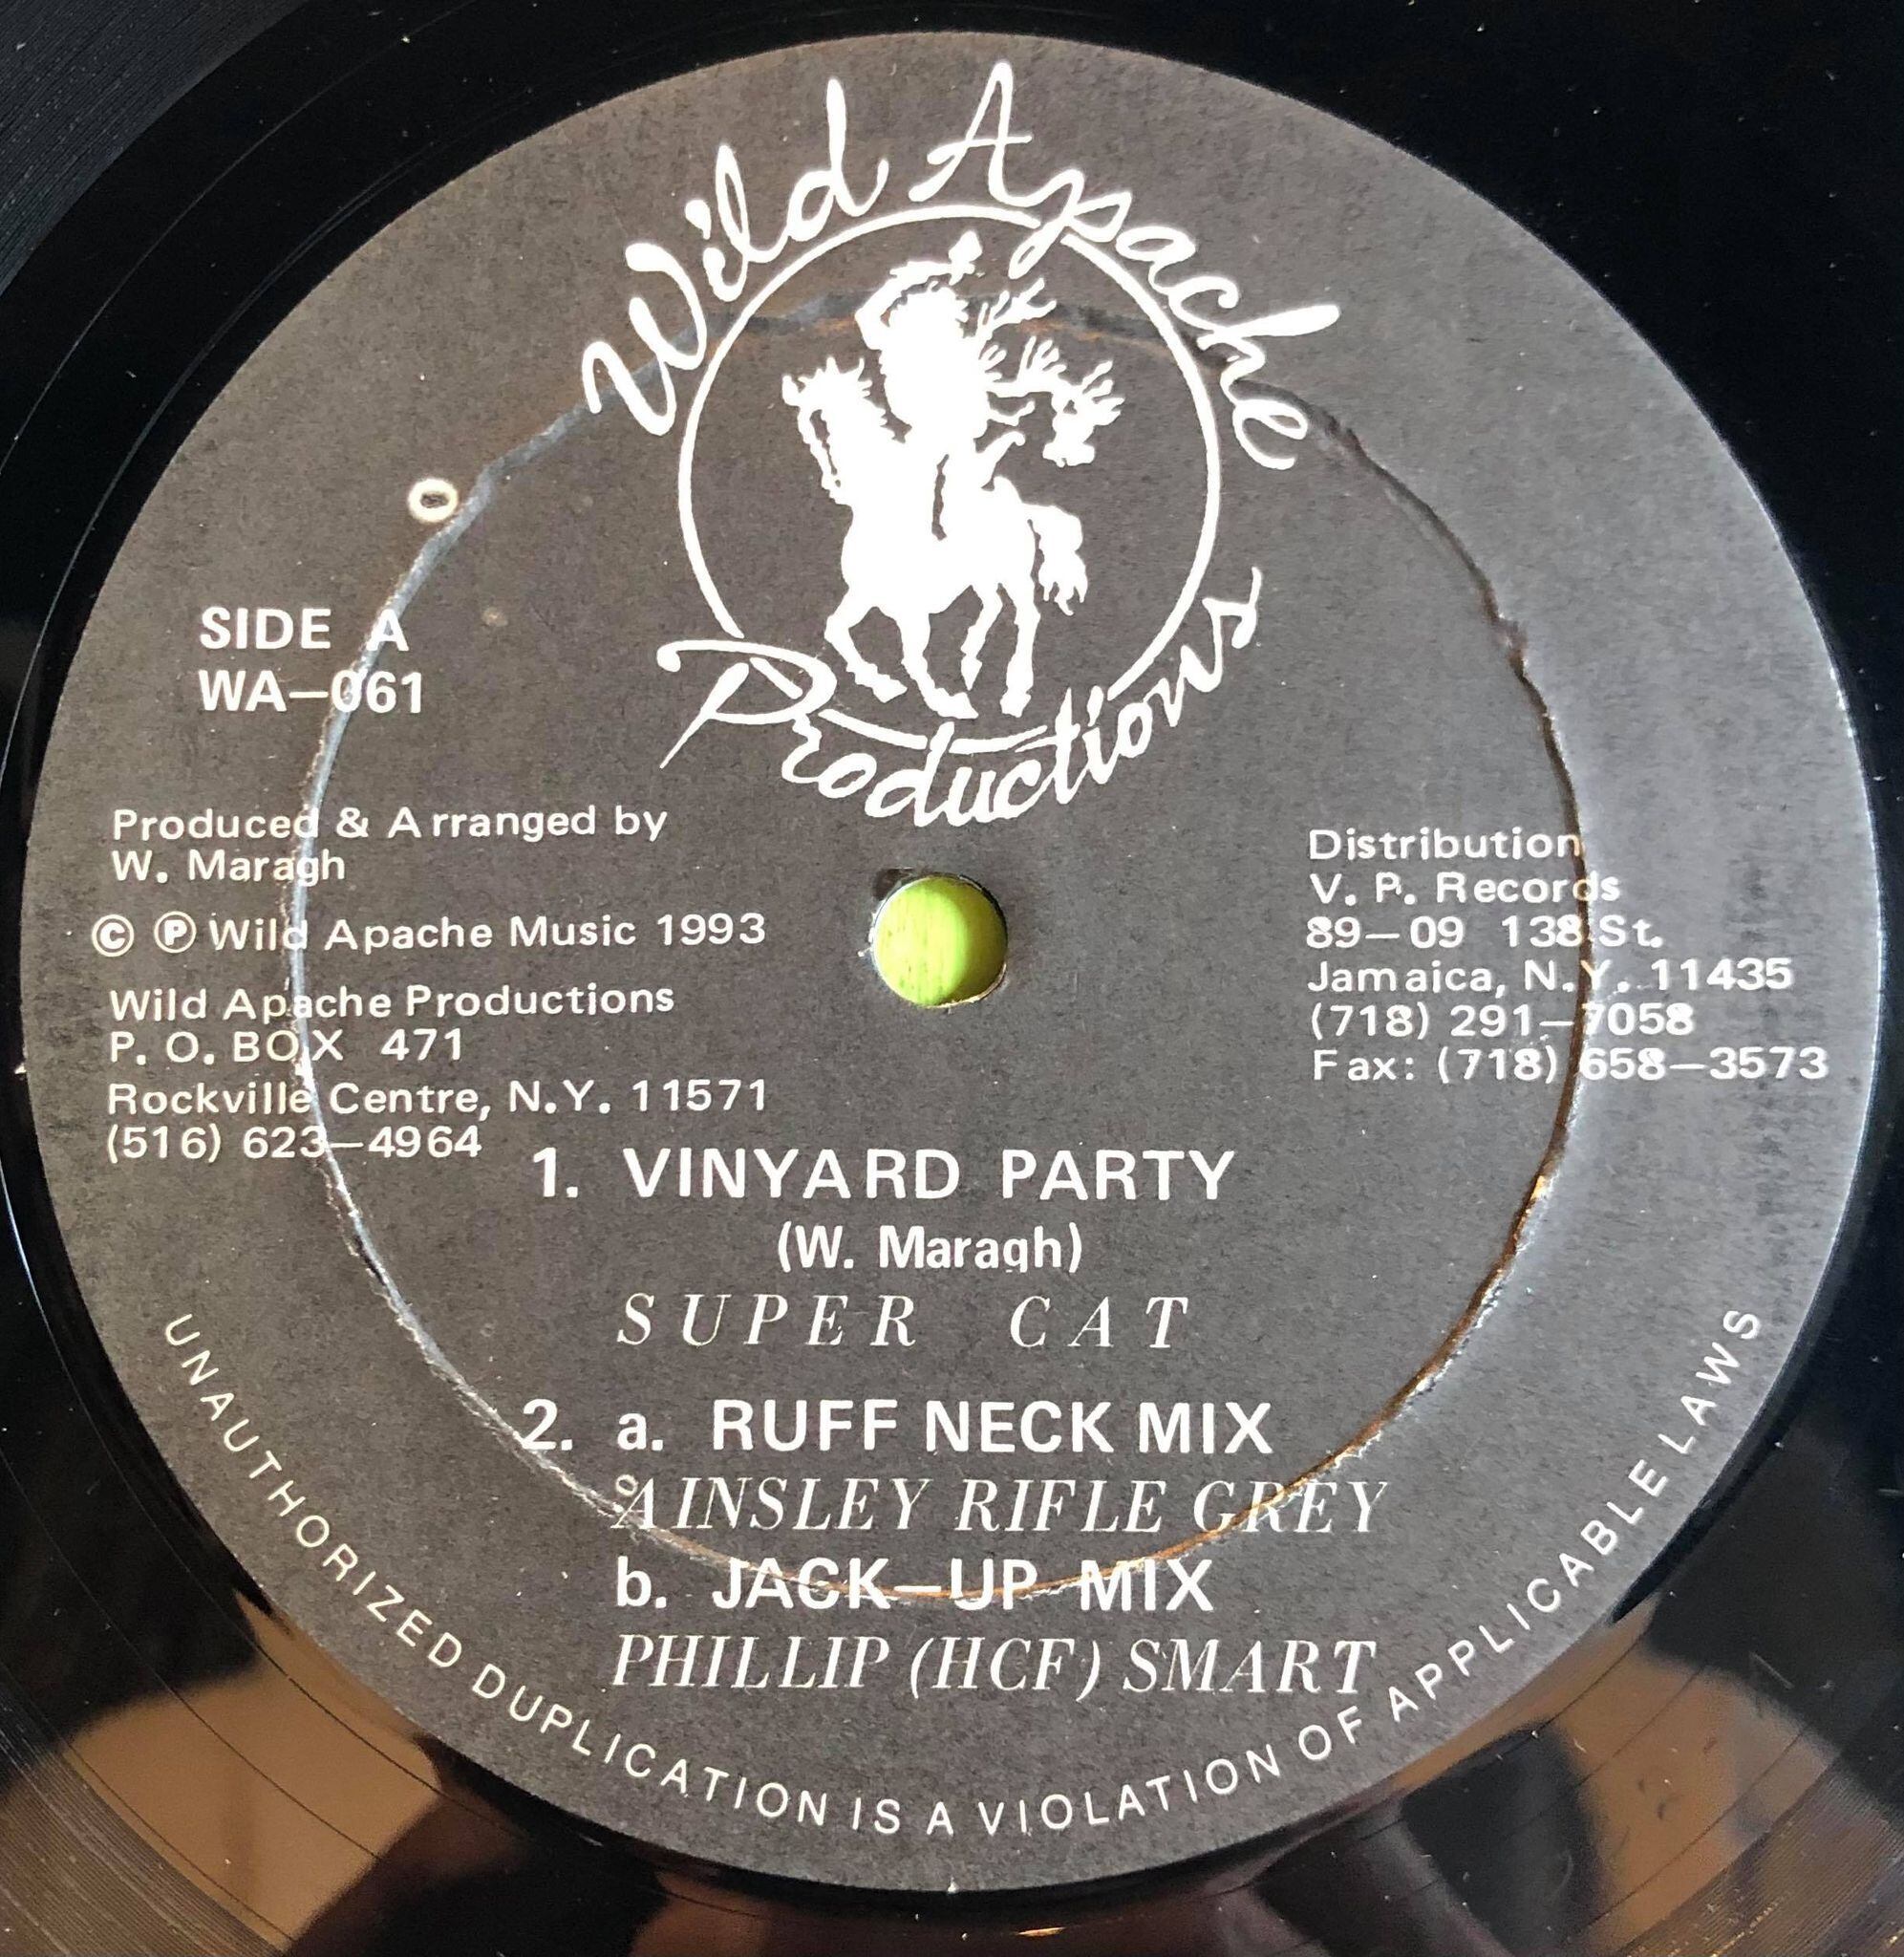 Wild Apache
Productions
SIDE A
WA-061
Produced & Arranged by
W. Maragh
© ℗ Wild Apache Music 1993
Wild Apache Productions
P. O. BOX 471
Rockville Centre, N.Y. 11571
(516) 623-4964
Distribution
V. P. Records
89-09 138 St.
Jamaica, N.Y. 11435
(718) 291-7058
Fax: (718) 658-3573
1. VINYARD PARTY
(W. Maragh)
SUPER CAT
2. a. RUFF NECK MIX
AINSLEY RIFLE GREY
b. JACK-UP MIX
PHILLIP (HCF) SMART
UNAUTHORIZED DUPLICATION IS A VIOLATION OF APPLICABLE LAWS